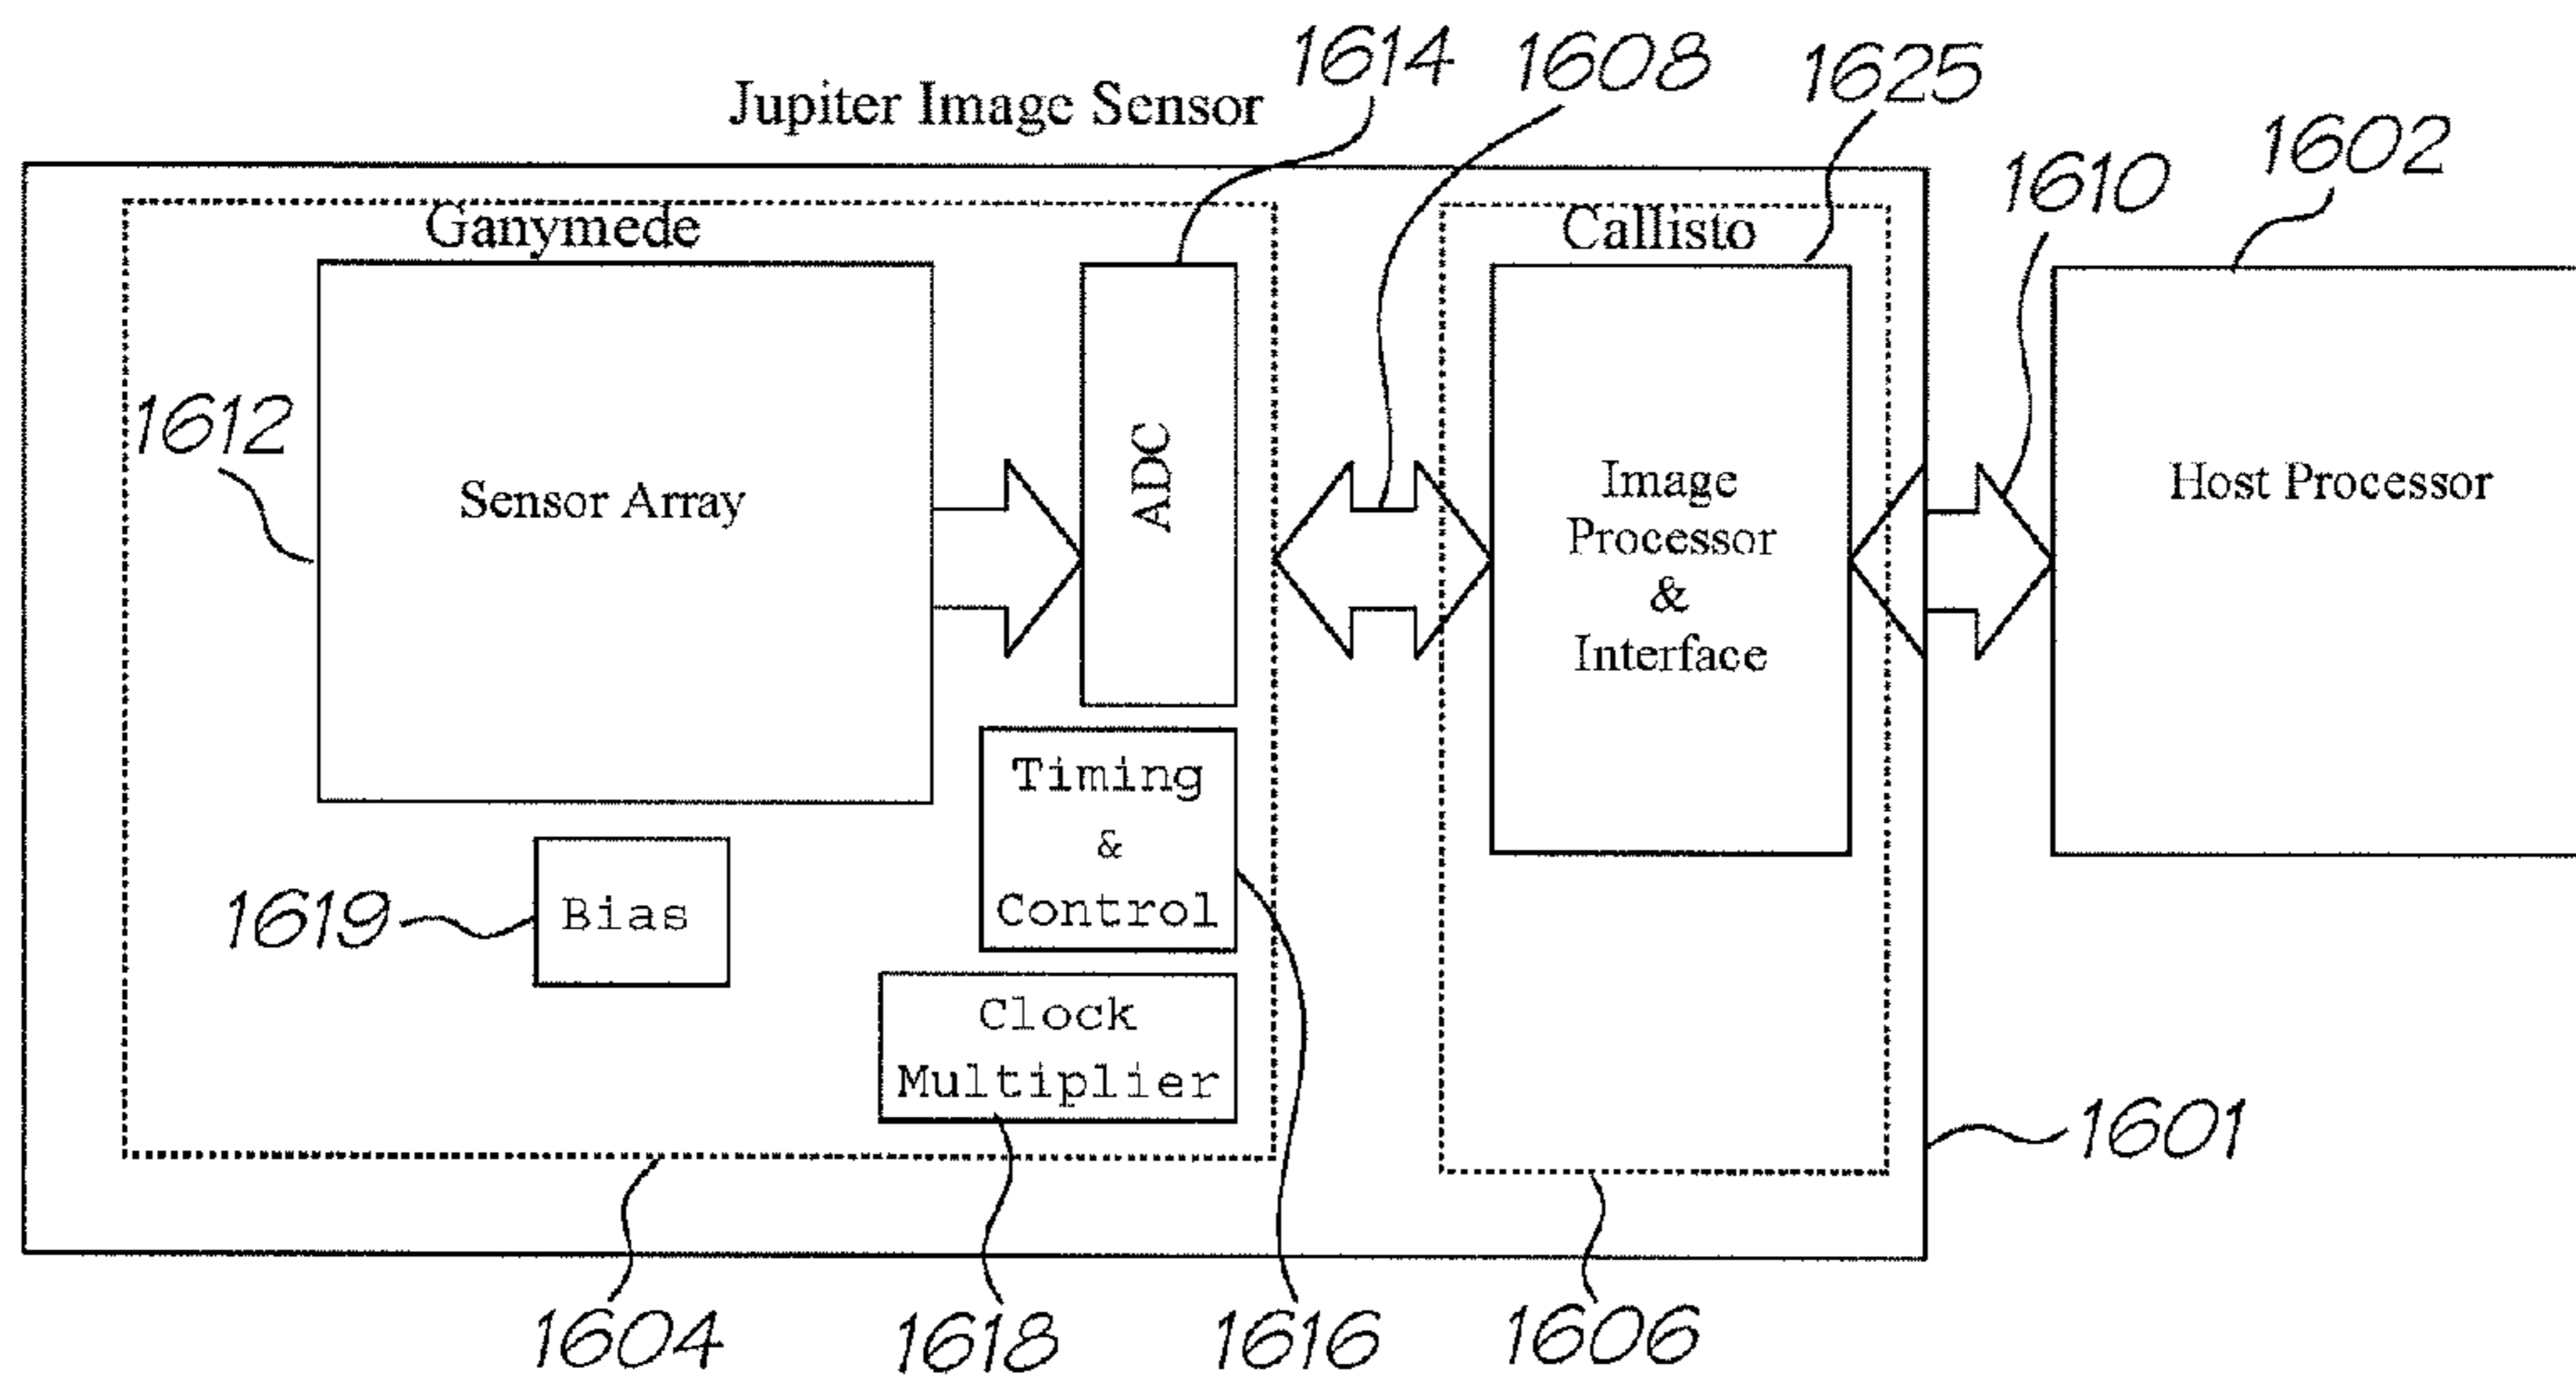 1614
1608
1625
Jupiter Image Sensor
1602
1610
Ganymede
Callisto
1612
ADC
Sensor Array
Image
Processor
&
Interface
Host Processor
Timing
&
Control
1619
Bias
Clock
Multiplier
1601
1604
1618
1616
1606